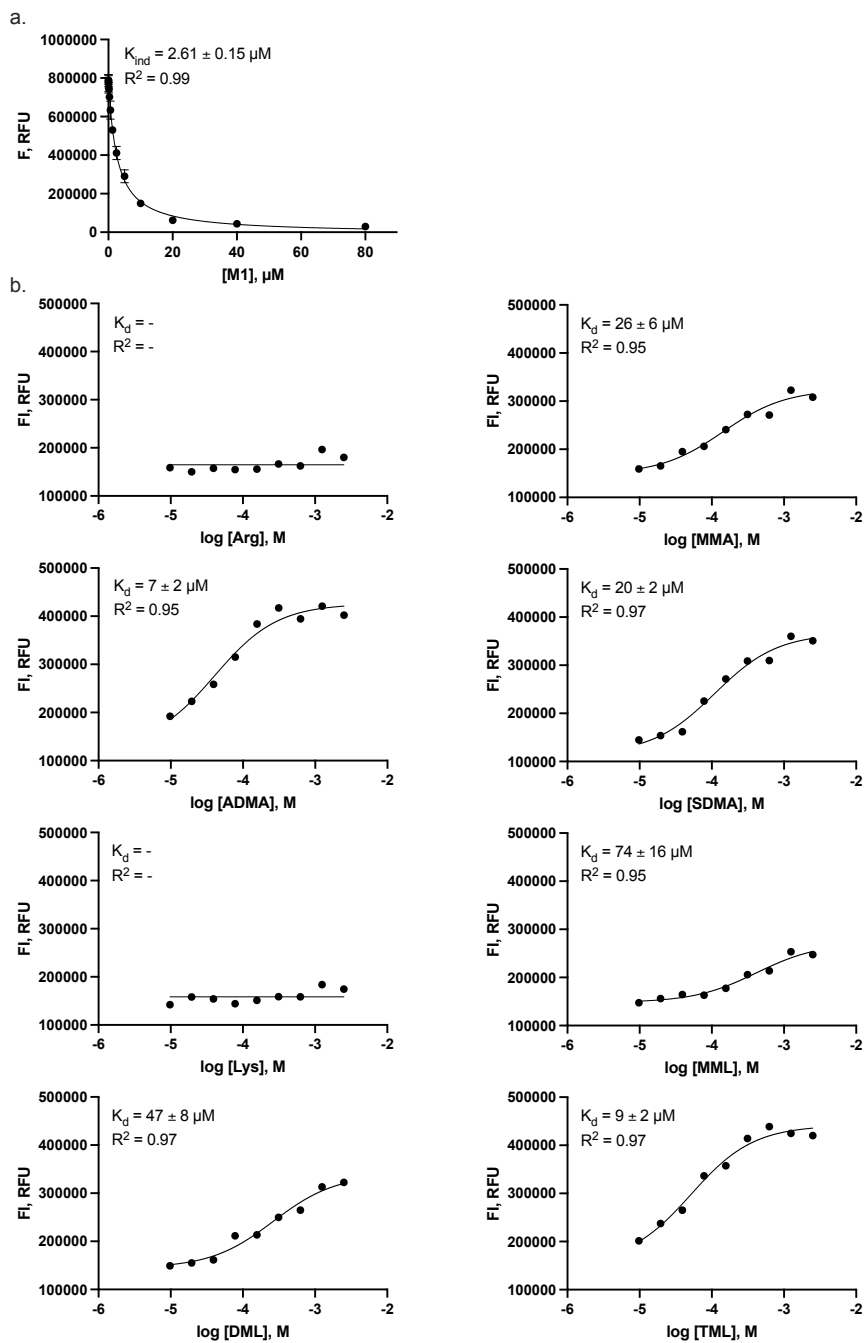 a.
K_ind = 2.61 ± 0.15 µM
R² = 0.99
F, RFU
1000000
800000
600000
400000
200000
0
0 20 40 60 80
[M1], µM
b.
K_d = -
R² = -
FI, RFU
500000
400000
300000
200000
100000
-6 -5 -4 -3 -2
log [Arg], M
K_d = 26 ± 6 µM
R² = 0.95
FI, RFU
500000
400000
300000
200000
100000
-6 -5 -4 -3 -2
log [MMA], M
K_d = 7 ± 2 µM
R² = 0.95
FI, RFU
500000
400000
300000
200000
100000
-6 -5 -4 -3 -2
log [ADMA], M
K_d = 20 ± 2 µM
R² = 0.97
FI, RFU
500000
400000
300000
200000
100000
-6 -5 -4 -3 -2
log [SDMA], M
K_d = -
R² = -
FI, RFU
500000
400000
300000
200000
100000
-6 -5 -4 -3 -2
log [Lys], M
K_d = 74 ± 16 µM
R² = 0.95
FI, RFU
500000
400000
300000
200000
100000
-6 -5 -4 -3 -2
log [MML], M
K_d = 47 ± 8 µM
R² = 0.97
FI, RFU
500000
400000
300000
200000
100000
-6 -5 -4 -3 -2
log [DML], M
K_d = 9 ± 2 µM
R² = 0.97
FI, RFU
500000
400000
300000
200000
100000
-6 -5 -4 -3 -2
log [TML], M